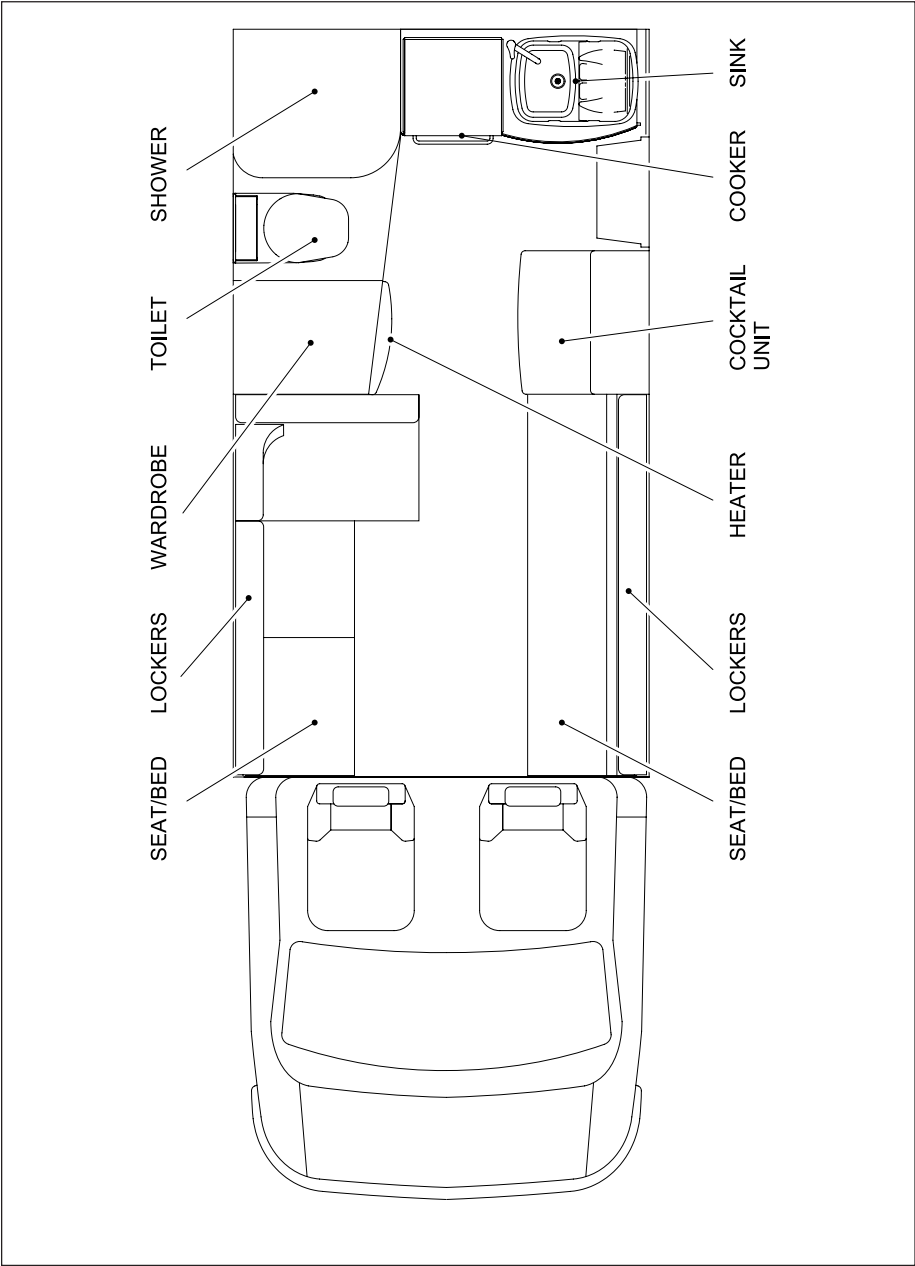 SEAT/BED
LOCKERS
WARDROBE
TOILET
SHOWER
SEAT/BED
LOCKERS
HEATER
COCKTAIL
UNIT
COOKER
SINK